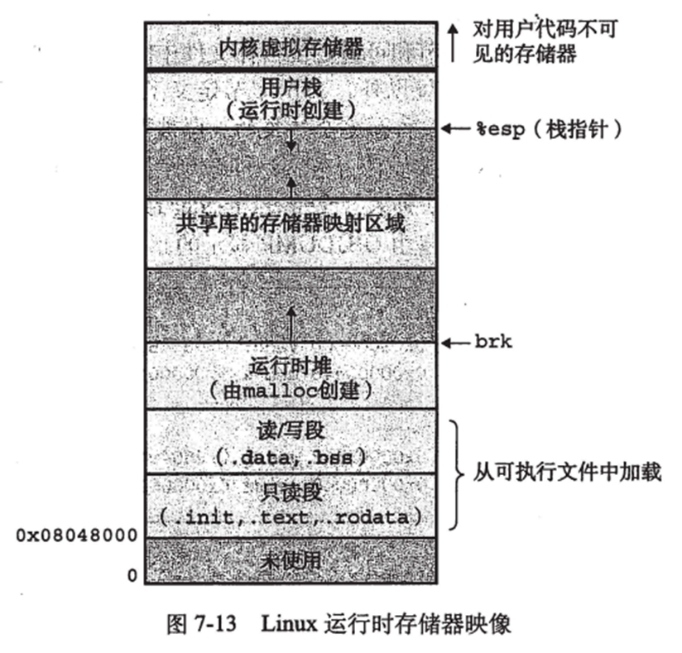 内核虚拟存储器
对用户代码不可
见的存储器
用户栈
(运行时创建)
%esp(栈指针)
共享库的存储器映射区域
brk
运行时堆
(由malloc创建)
读/写段
(.data,.bss)
从可执行文件中加载
只读段
(.init,.text,.rodata)
0x08048000
未使用
0
图 7-13 Linux 运行时存储器映像